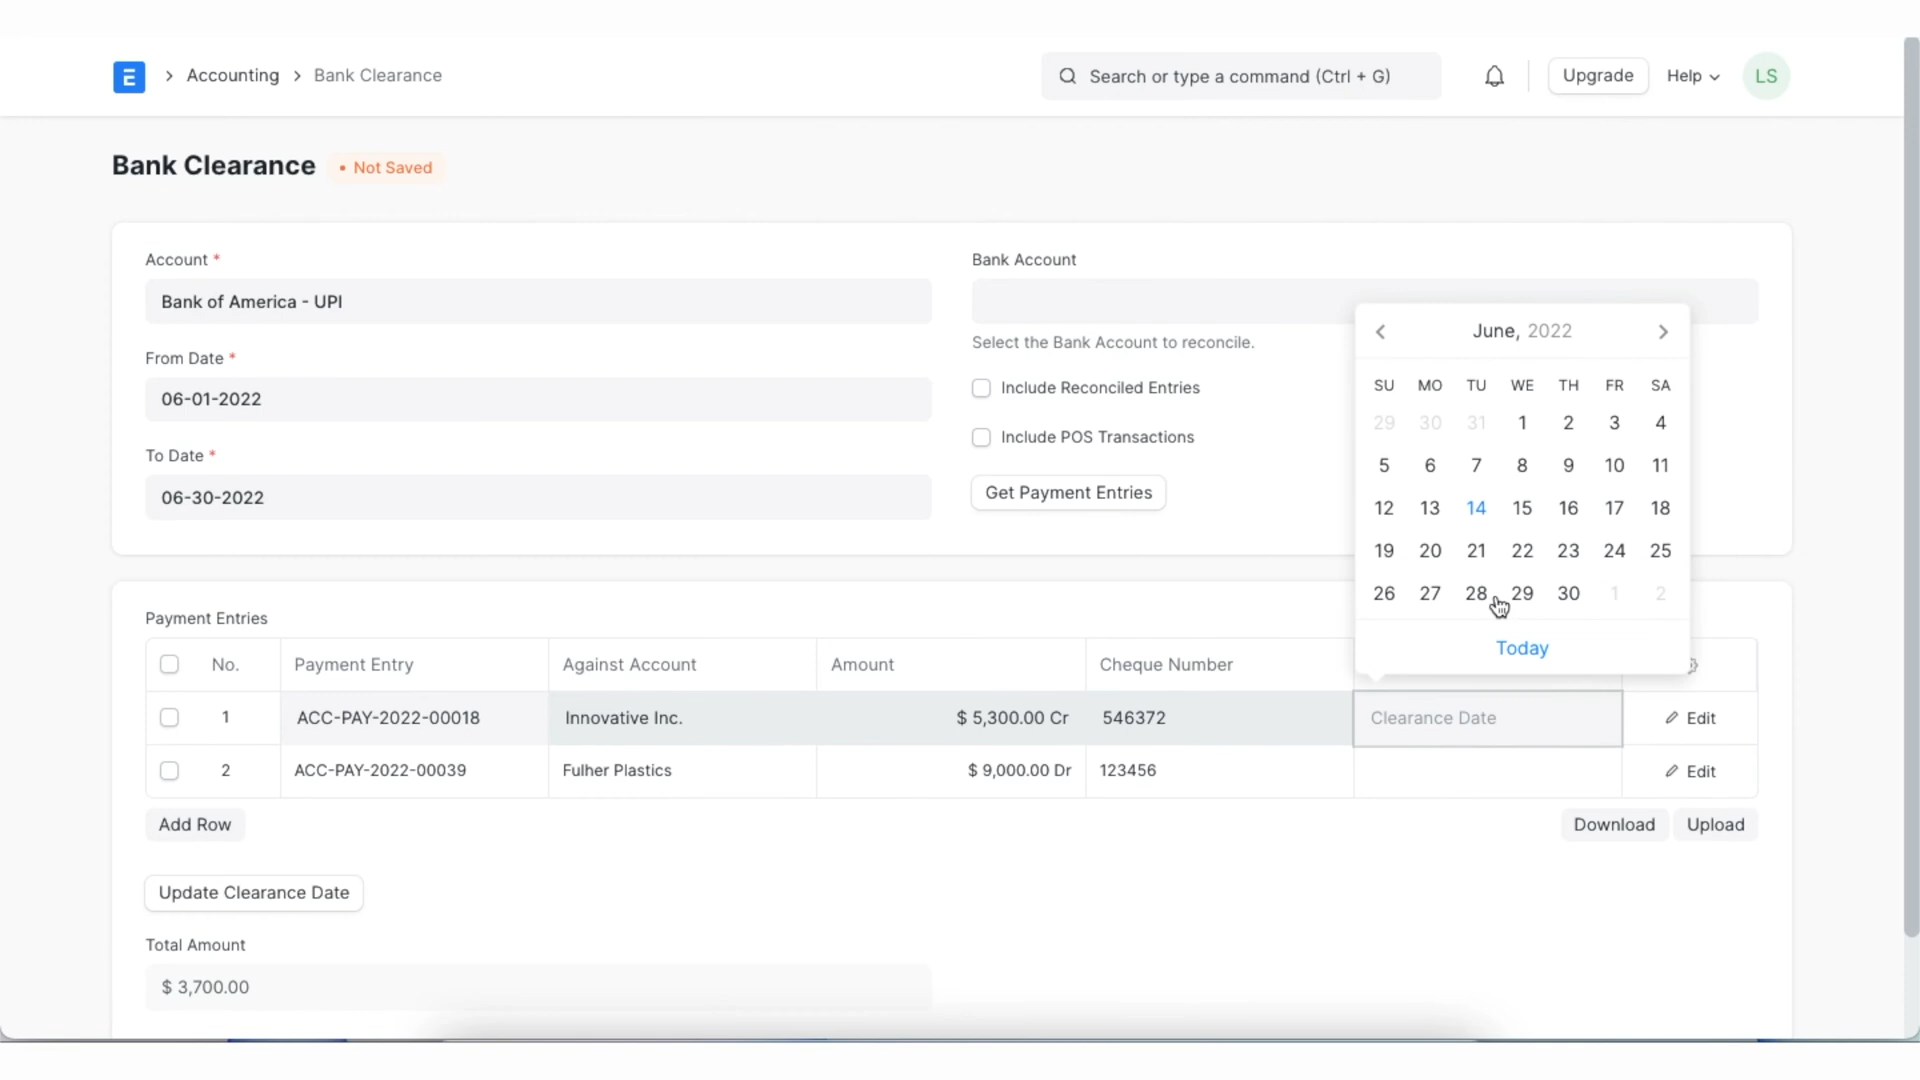 E > Accounting > Bank Clearance
Search or type a command (Ctrl + G)
Upgrade
Help
LS
Bank Clearance
• Not Saved
Account *
Bank of America - UPI
From Date *
06-01-2022
To Date *
06-30-2022
Bank Account
Select the Bank Account to reconcile.
Include Reconciled Entries
Include POS Transactions
Get Payment Entries
June, 2022
SU MO TU WE TH FR SA
29 30 31 1 2 3 4
5 6 7 8 9 10 11
12 13 14 15 16 17 18
19 20 21 22 23 24 25
26 27 28 29 30 1 2
Today
Payment Entries
No. Payment Entry Against Account Amount Cheque Number
1 ACC-PAY-2022-00018 Innovative Inc. $ 5,300.00 Cr 546372 Clearance Date Edit
2 ACC-PAY-2022-00039 Fulher Plastics $ 9,000.00 Dr 123456 Edit
Add Row
Download Upload
Update Clearance Date
Total Amount
$ 3,700.00